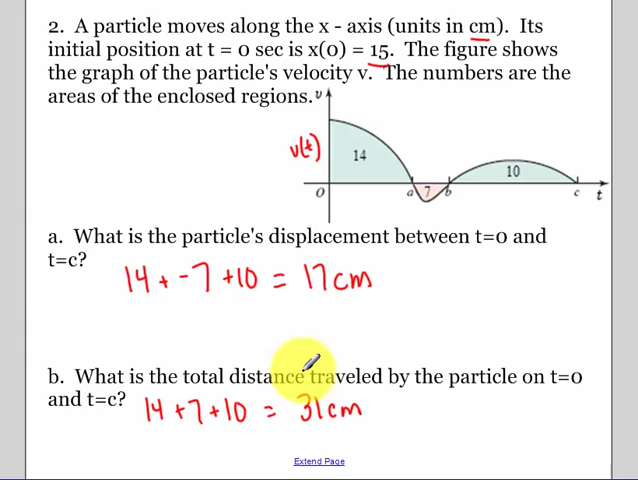 2. A particle moves along the x - axis (units in cm). Its
initial position at t = 0 sec is x(0) = 15. The figure shows
the graph of the particle's velocity v. The numbers are the
areas of the enclosed regions.
v
v(t)
14
10
O
a
7
b
c
t
a. What is the particle's displacement between t=0 and
t=c?
14 + -7 + 10 = 17cm
b. What is the total distance traveled by the particle on t=0
and t=c?
14 + 7 + 10 = 31cm
Extend Page